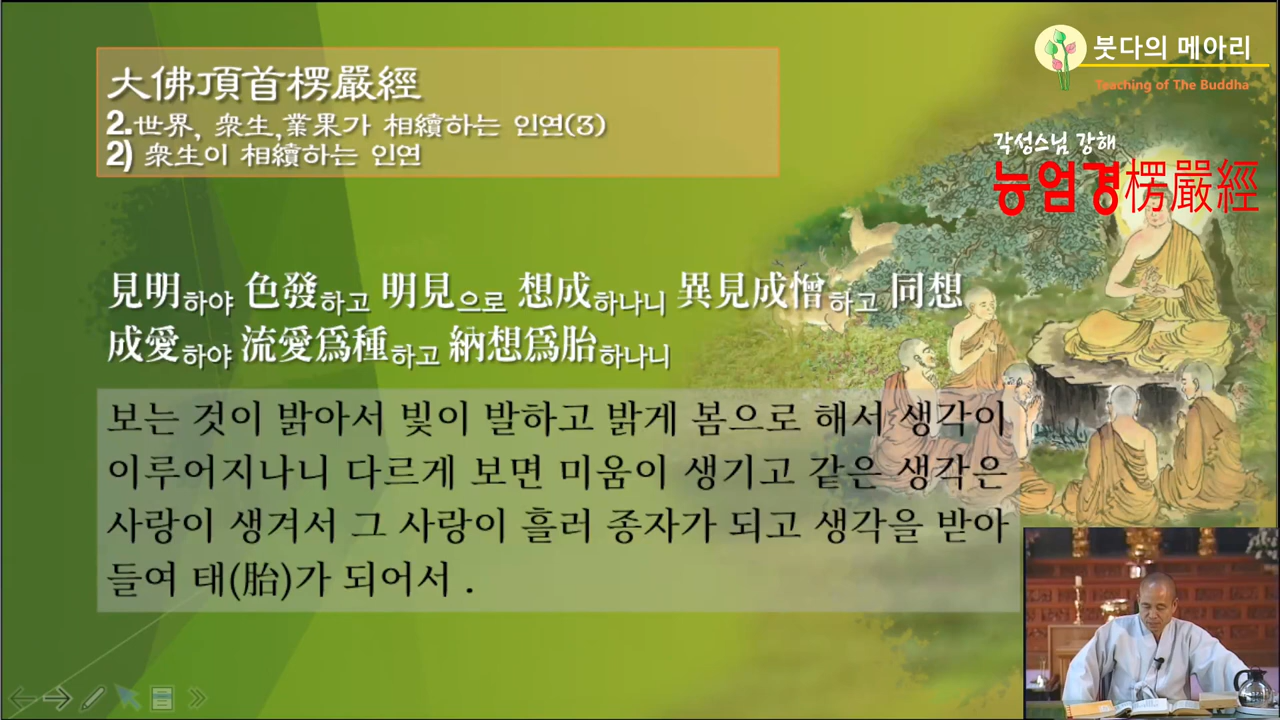 大佛頂首楞嚴經
2.世界, 衆生,業果가 相續하는 인연(3)
2) 衆生이 相續하는 인연
붓다의 메아리
Teaching of The Buddha
각성스님 강해
능엄경楞嚴經
見明하야 色發하고 明見으로 想成하나니 異見成憎하고 同想
成愛하야 流愛爲種하고 納想爲胎하나니
보는 것이 밝아서 빛이 발하고 밝게 봄으로 해서 생각이
이루어지나니 다르게 보면 미움이 생기고 같은 생각은
사랑이 생겨서 그 사랑이 흘러 종자가 되고 생각을 받아
들여 태(胎)가 되어서 .